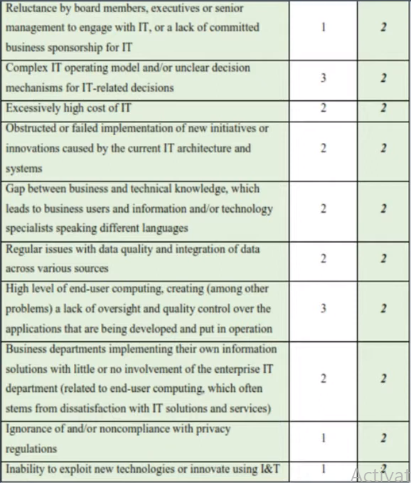 Reluctance by board members, executives or senior
management to engage with IT, or a lack of committed
business sponsorship for IT
1
2
Complex IT operating model and/or unclear decision
mechanisms for IT-related decisions
3
2
Excessively high cost of IT
2
2
Obstructed or failed implementation of new initiatives or
innovations caused by the current IT architecture and
systems
2
2
Gap between business and technical knowledge, which
leads to business users and information and/or technology
specialists speaking different languages
2
2
Regular issues with data quality and integration of data
across various sources
2
2
High level of end-user computing, creating (among other
problems) a lack of oversight and quality control over the
applications that are being developed and put in operation
3
2
Business departments implementing their own information
solutions with little or no involvement of the enterprise IT
department (related to end-user computing, which often
stems from dissatisfaction with IT solutions and services)
2
2
Ignorance of and/or noncompliance with privacy
regulations
1
2
Inability to exploit new technologies or innovate using I&T
1
2
Activat